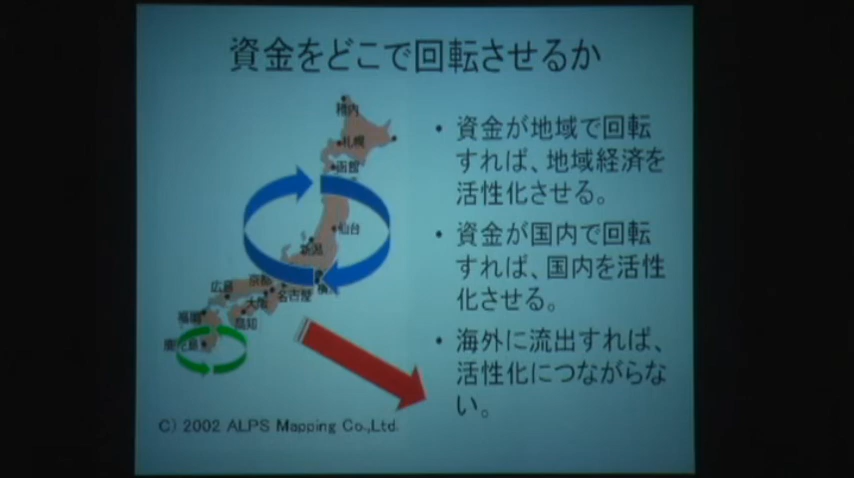 資金をどこで回転させるか
稚内
札幌
函館
仙台
新潟
京都
広島
大阪
名古屋
横
福岡
高知
鹿児島
・資金が地域で回転
すれば、地域経済を
活性化させる。
・資金が国内で回転
すれば、国内を活性
化させる。
・海外に流出すれば、
活性化につながらな
い。
C) 2002 ALPS Mapping Co.,Ltd.